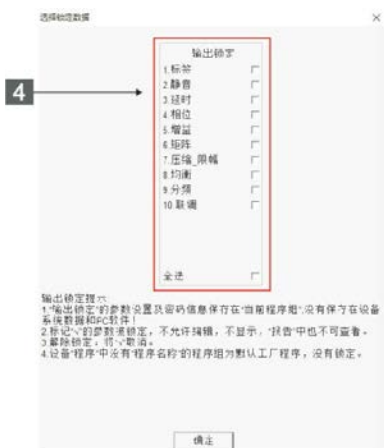 选择锁定数据
输出锁定
1.标签
2.静音
3.延时
4.相位
5.增益
6.矩阵
7.压缩_限幅
8.均衡
9.分频
10.联调
4
全选
输出锁定提示
1."输出锁定"的参数设置及密码信息保存在"当前程序组",没有保存在设备
系统数据和PC软件!
2.标记"√"的参数被锁定,不允许编辑,不显示,"报告"中也不可查看。
3.解除锁定:将"√"取消。
4.设备"程序"中没有"程序名称"的程序组为默认工厂程序,没有锁定。
确定